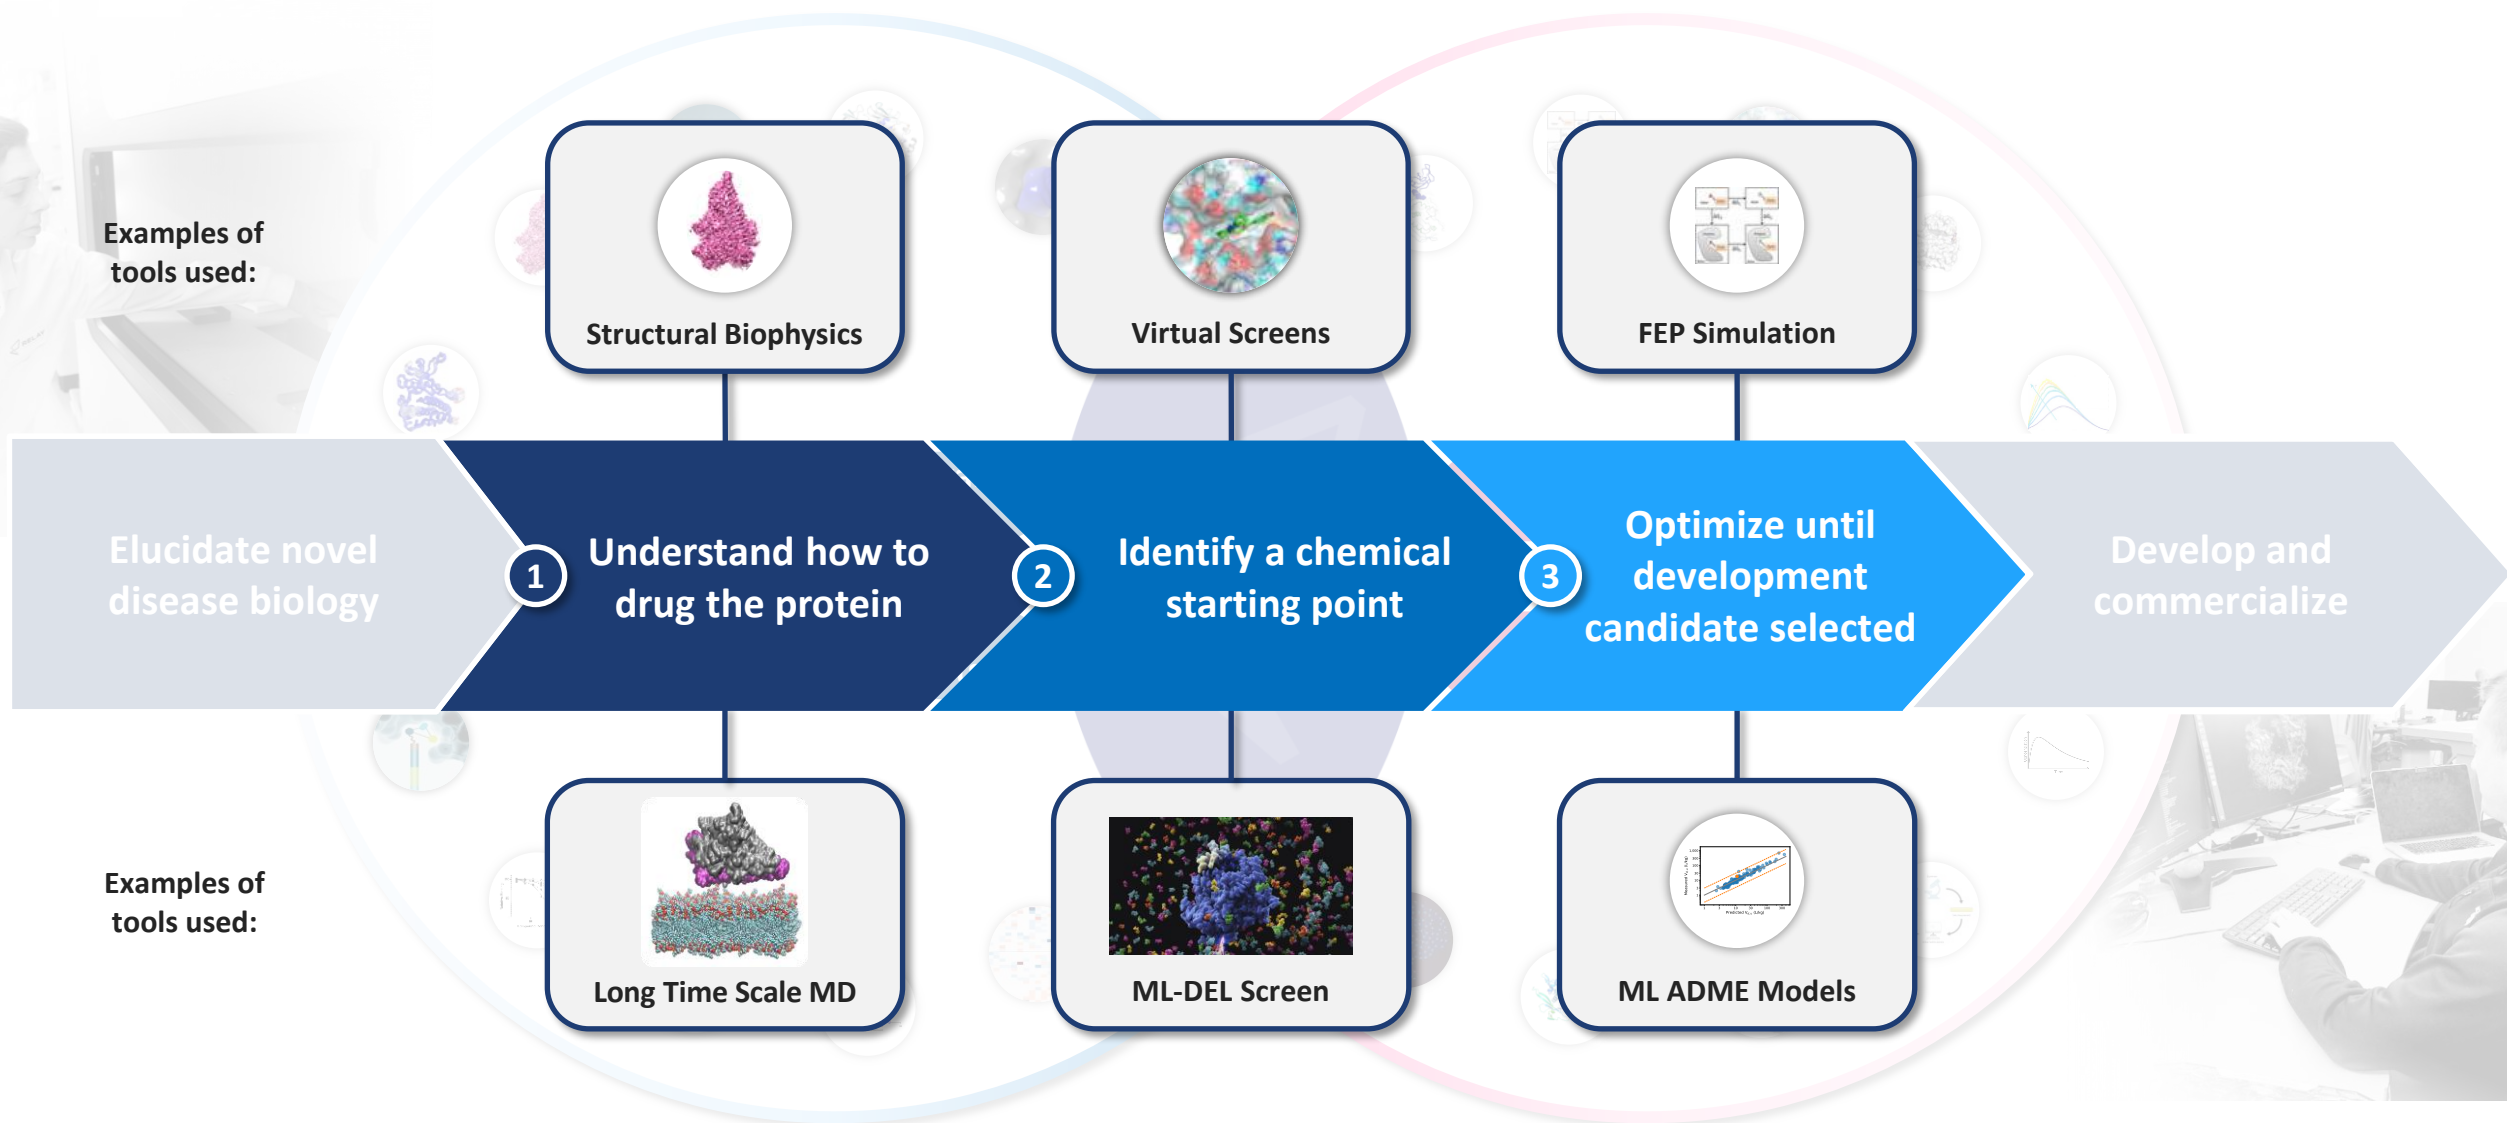 Examples of
tools used:
Structural Biophysics
Virtual Screens
FEP Simulation
Elucidate novel
disease biology
1
Understand how to
drug the protein
2
Identify a chemical
starting point
3
Optimize until
development
candidate selected
Develop and
commercialize
Examples of
tools used:
Long Time Scale MD
ML-DEL Screen
ML ADME Models